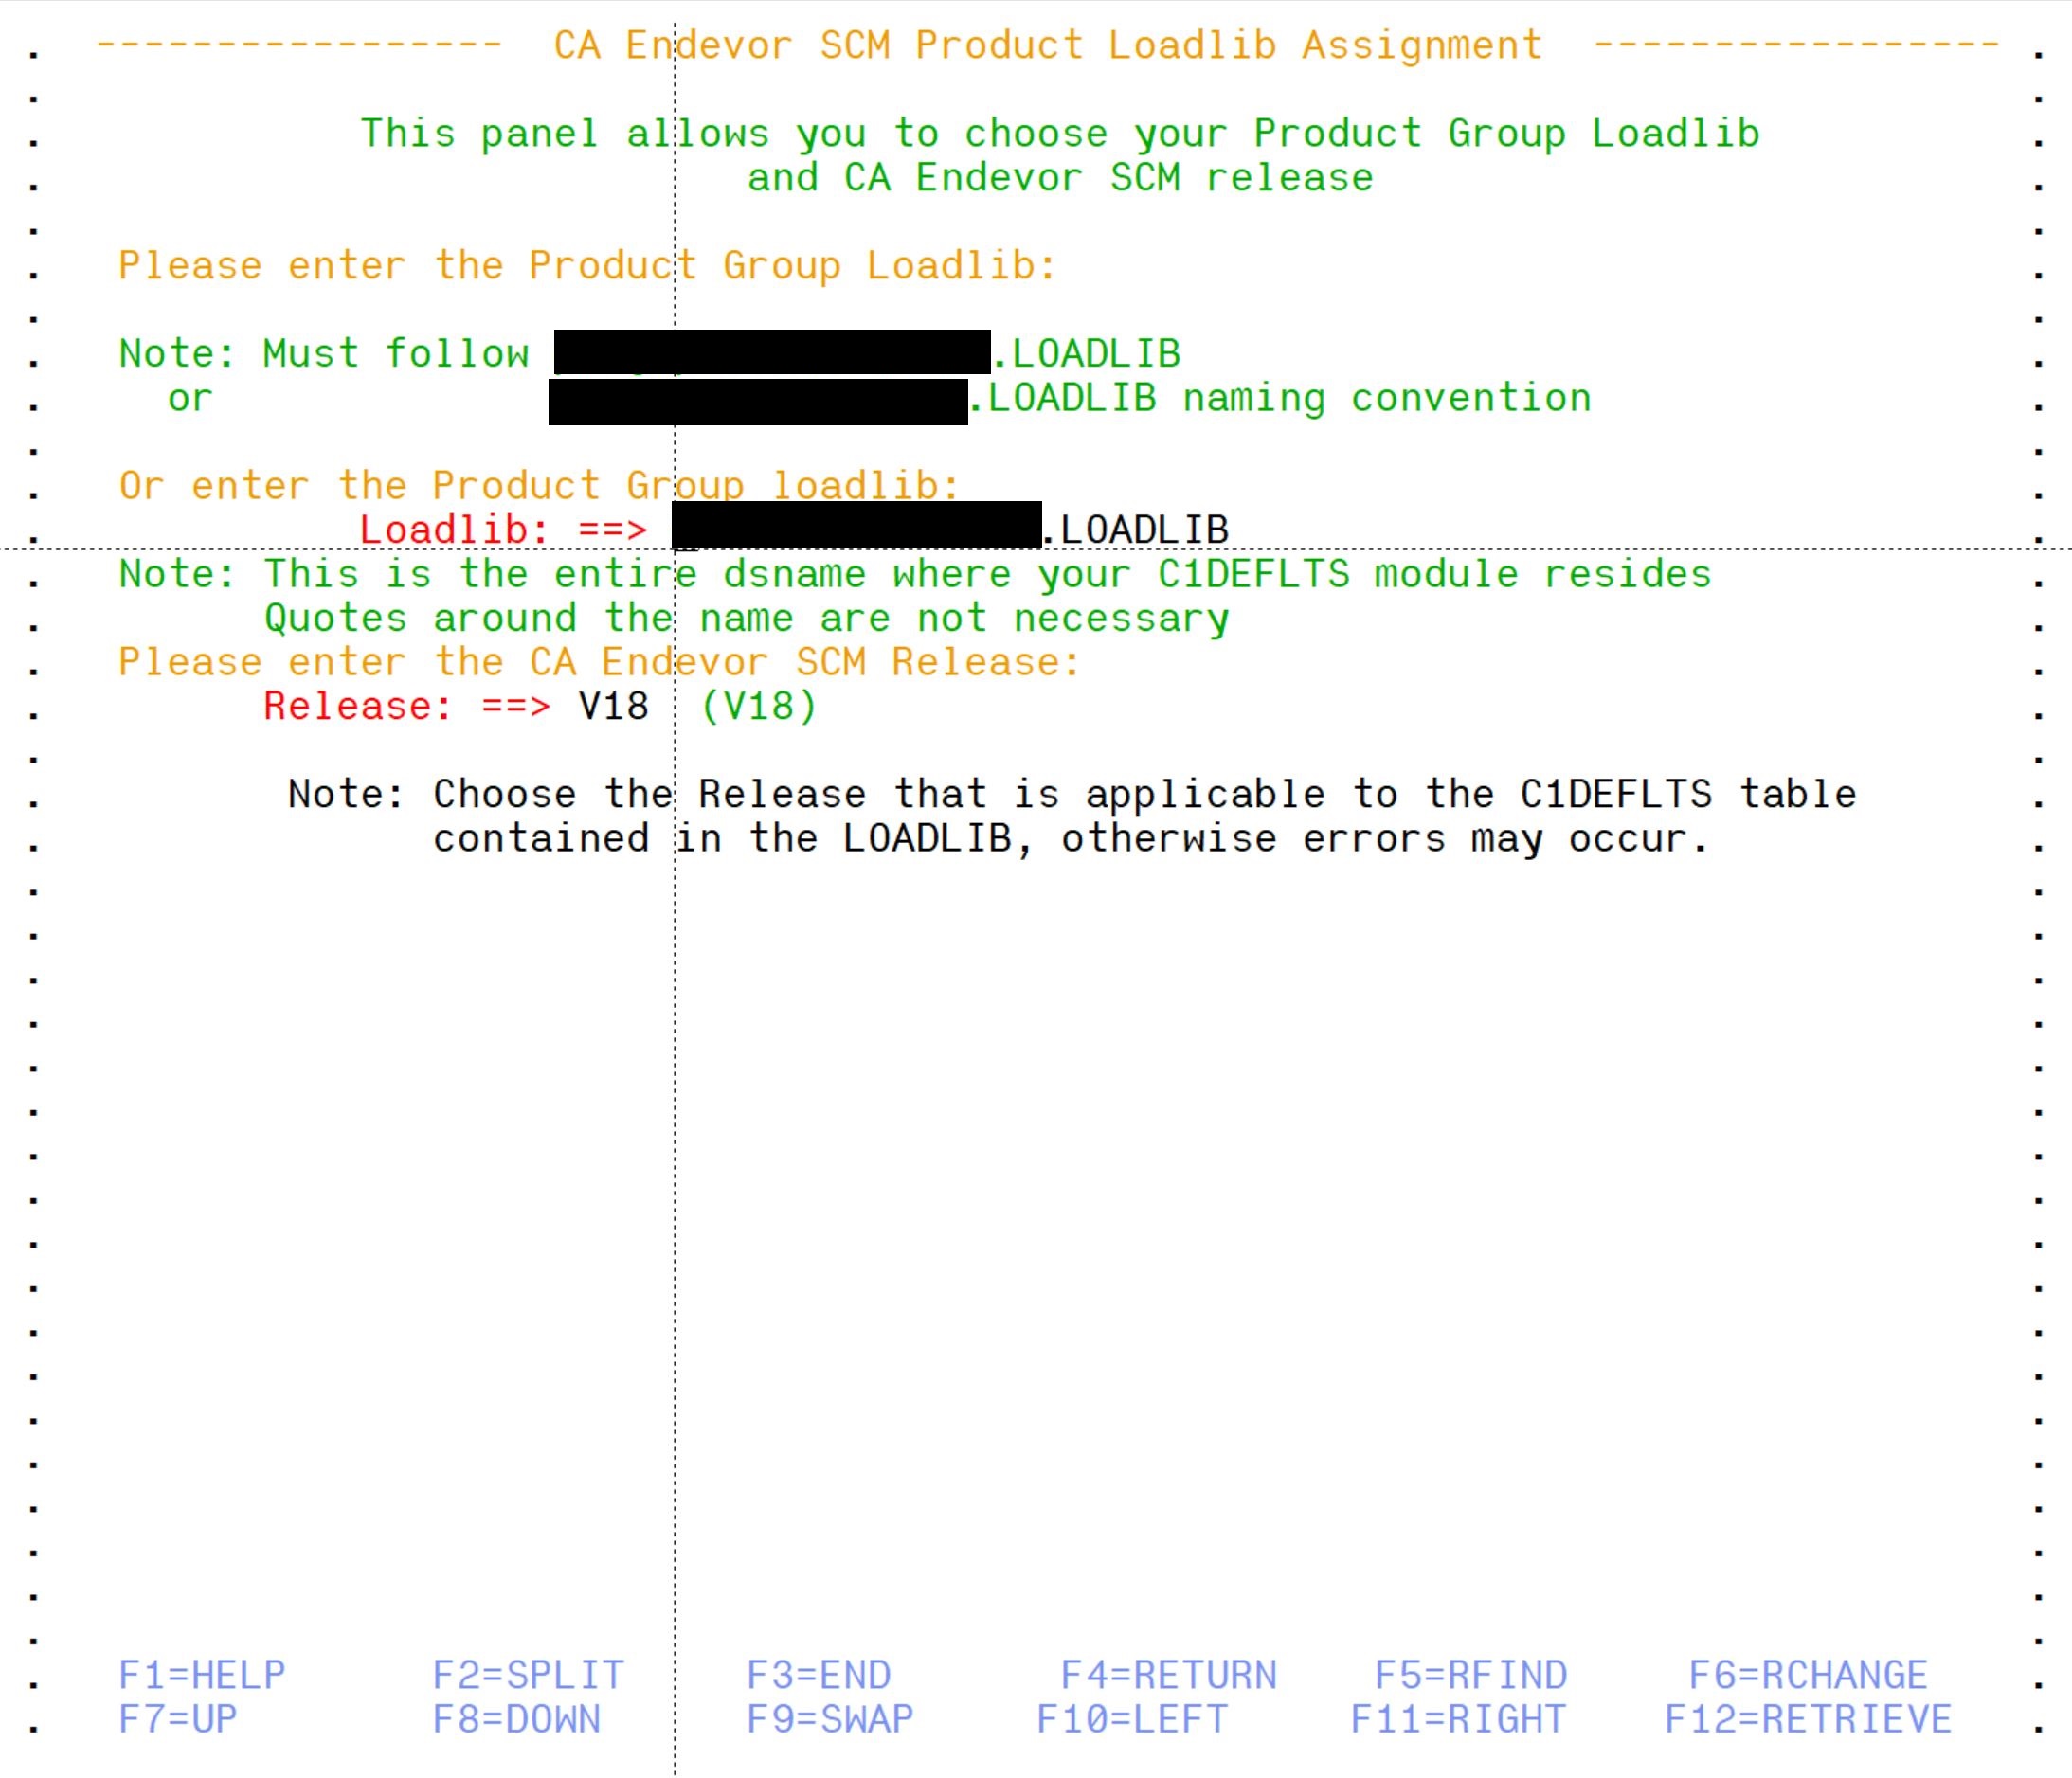 ----------------- CA Endevor SCM Product Loadlib Assignment -----------------
This panel allows you to choose your Product Group Loadlib
and CA Endevor SCM release
Please enter the Product Group Loadlib:
Note: Must follow .LOADLIB
or .LOADLIB naming convention
Or enter the Product Group loadlib:
Loadlib: ==> .LOADLIB
Note: This is the entire dsname where your C1DEFLTS module resides
Quotes around the name are not necessary
Please enter the CA Endevor SCM Release:
Release: ==> V18 (V18)
Note: Choose the Release that is applicable to the C1DEFLTS table
contained in the LOADLIB, otherwise errors may occur.
F1=HELP F2=SPLIT F3=END F4=RETURN F5=RFIND F6=RCHANGE
F7=UP F8=DOWN F9=SWAP F10=LEFT F11=RIGHT F12=RETRIEVE